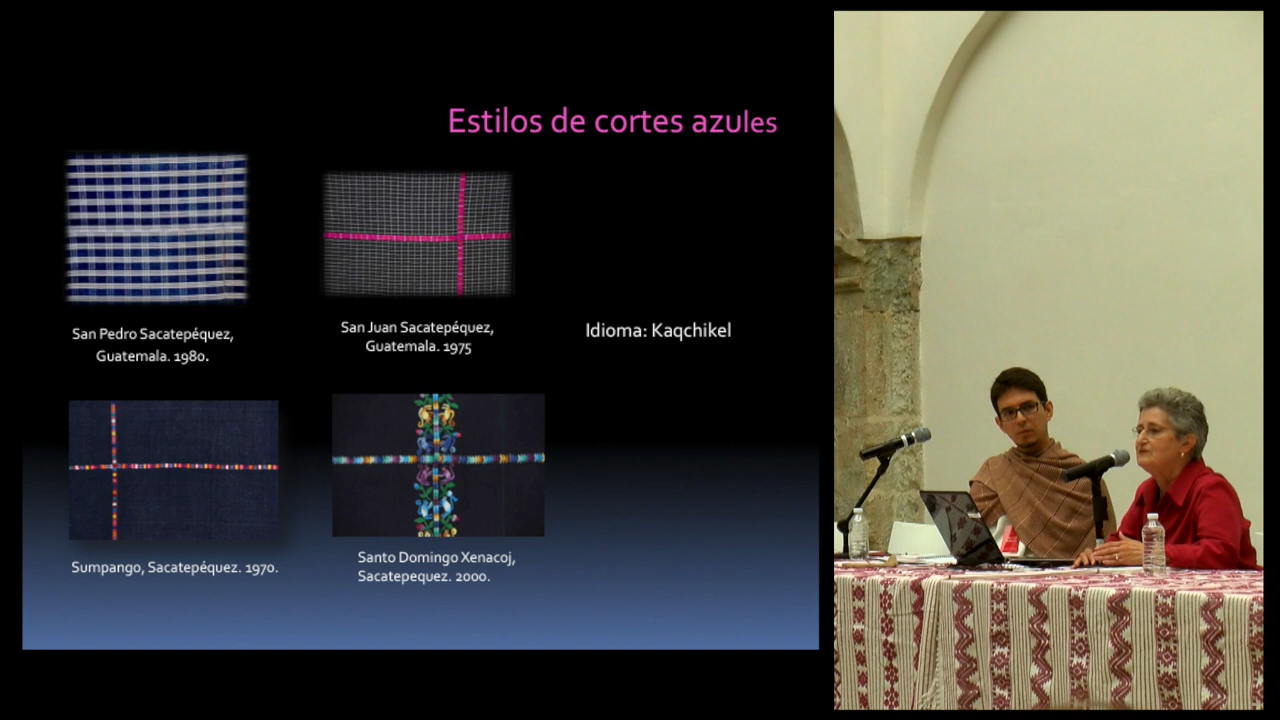 Estilos de cortes azules
San Pedro Sacatepéquez,
Guatemala. 1980.
San Juan Sacatepéquez,
Guatemala. 1975
Idioma: Kaqchikel
Sumpango, Sacatepéquez. 1970.
Santo Domingo Xenacoj,
Sacatepequez. 2000.